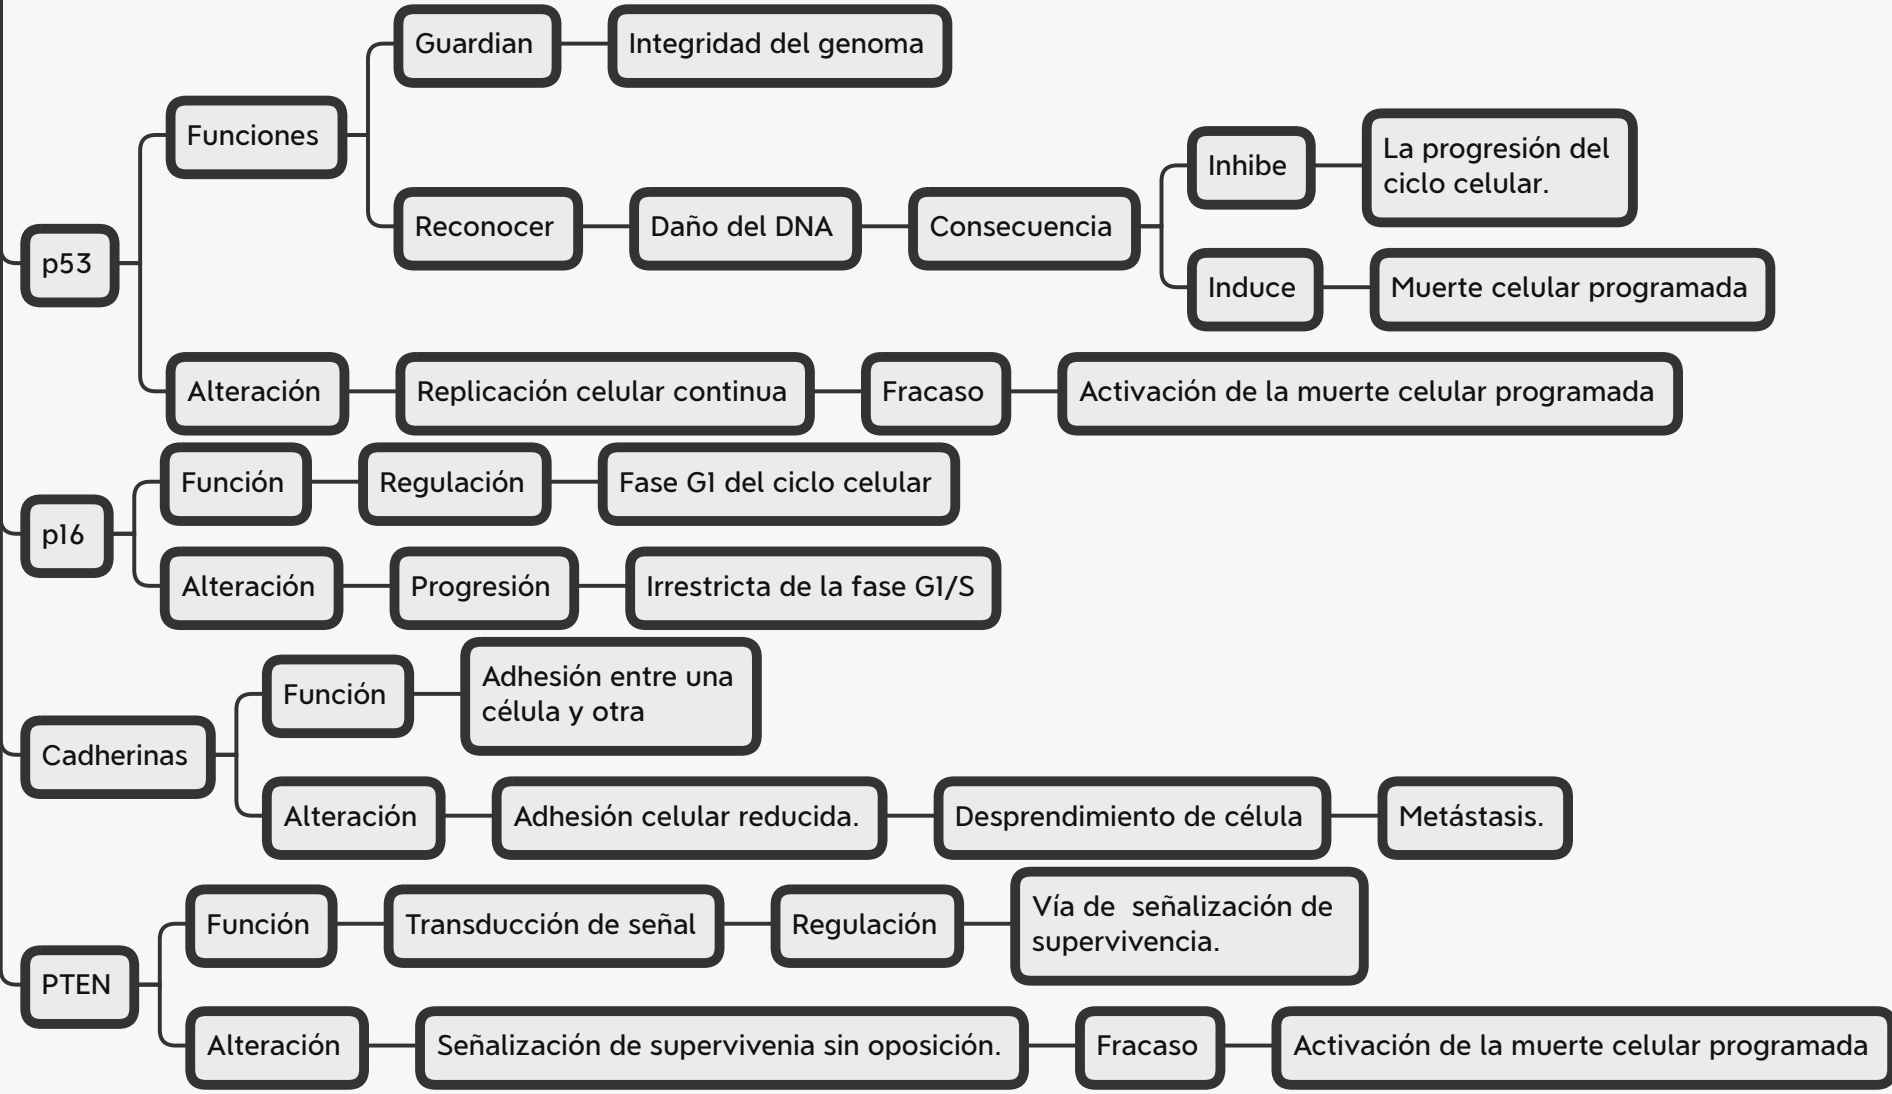 Guardian
Integridad del genoma
Funciones
Reconocer
Daño del DNA
Consecuencia
Inhibe
La progresión del
ciclo celular.
Induce
Muerte celular programada
p53
Alteración
Replicación celular continua
Fracaso
Activación de la muerte celular programada
p16
Función
Regulación
Fase G1 del ciclo celular
Alteración
Progresión
Irrestricta de la fase G1/S
Cadherinas
Función
Adhesión entre una
célula y otra
Alteración
Adhesión celular reducida.
Desprendimiento de célula
Metástasis.
PTEN
Función
Transducción de señal
Regulación
Vía de  señalización de
supervivencia.
Alteración
Señalización de supervivenia sin oposición.
Fracaso
Activación de la muerte celular programada